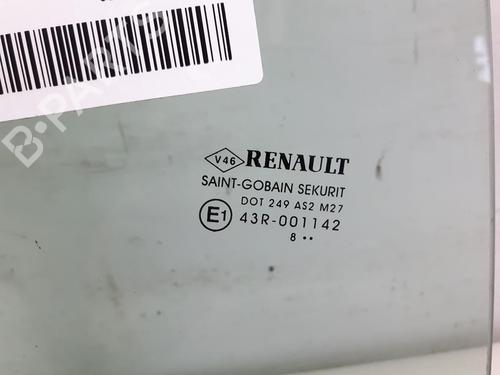 B-PARTS
V46 RENAULT
SAINT-GOBAIN SEKURIT
DOT 249 AS2 M27
E1 43R-001142
8 ••